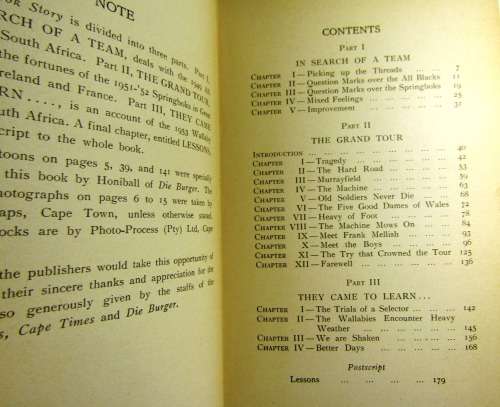 NOTE
ok Story is divided into three parts. Part I,
RCH OF A TEAM, deals with the 1949 All
South Africa. Part II, THE GRAND TOUR,
the fortunes of the 1951-'52 Springboks in Great
reland and France. Part III, THEY CAME
RN . . . ., is an account of the 1953 Wallabies
uth Africa. A final chapter, entitled LESSONS,
cript to the whole book.
toons on pages 5, 39, and 141 were specially
this book by Honiball of Die Burger. The
otographs on pages 6 to 15 were taken by
aps, Cape Town, unless otherwise stated.
ocks are by Photo-Process (Pty) Ltd, Cape
the publishers would take this opportunity of
their sincere thanks and appreciation for the
so generously given by the staffs of the
s, Cape Times and Die Burger.
CONTENTS
PART I
IN SEARCH OF A TEAM
CHAPTER I—Picking up the Threads ... ... 7
CHAPTER II—Question Marks over the All Blacks 11
CHAPTER III—Question Marks over the Springboks 19
CHAPTER IV—Mixed Feelings ... ... ... 25
CHAPTER V—Improvement ... ... ... 31
PART II
THE GRAND TOUR
INTRODUCTION ... ... ... ... ... ... 40
CHAPTER I—Tragedy ... ... ... ... 42
CHAPTER II—The Hard Road ... ... ... 53
CHAPTER III—Murrayfield ... ... ... ... 59
CHAPTER IV—The Machine ... ... ... ... 63
CHAPTER V—Old Soldiers Never Die ... ... 68
CHAPTER VI—The Five Good Dames of Wales 72
CHAPTER VII—Heavy of Foot ... ... ... 78
CHAPTER VIII—The Machine Mows On ... ... 84
CHAPTER IX—Meet Frank Mellish ... ... ... 93
CHAPTER X—Meet the Boys ... ... ... 96
CHAPTER XI—The Try that Crowned the Tour 125
CHAPTER XII—Farewell ... ... ... ... 136
PART III
THEY CAME TO LEARN . . .
CHAPTER I—The Trials of a Selector ... ... 142
CHAPTER II—The Wallabies Encounter Heavy
Weather ... ... ... ... 145
CHAPTER III—We are Shaken ... ... ... 156
CHAPTER IV—Better Days ... ... ... 168
Postscript
Lessons ... ... ... ... 179